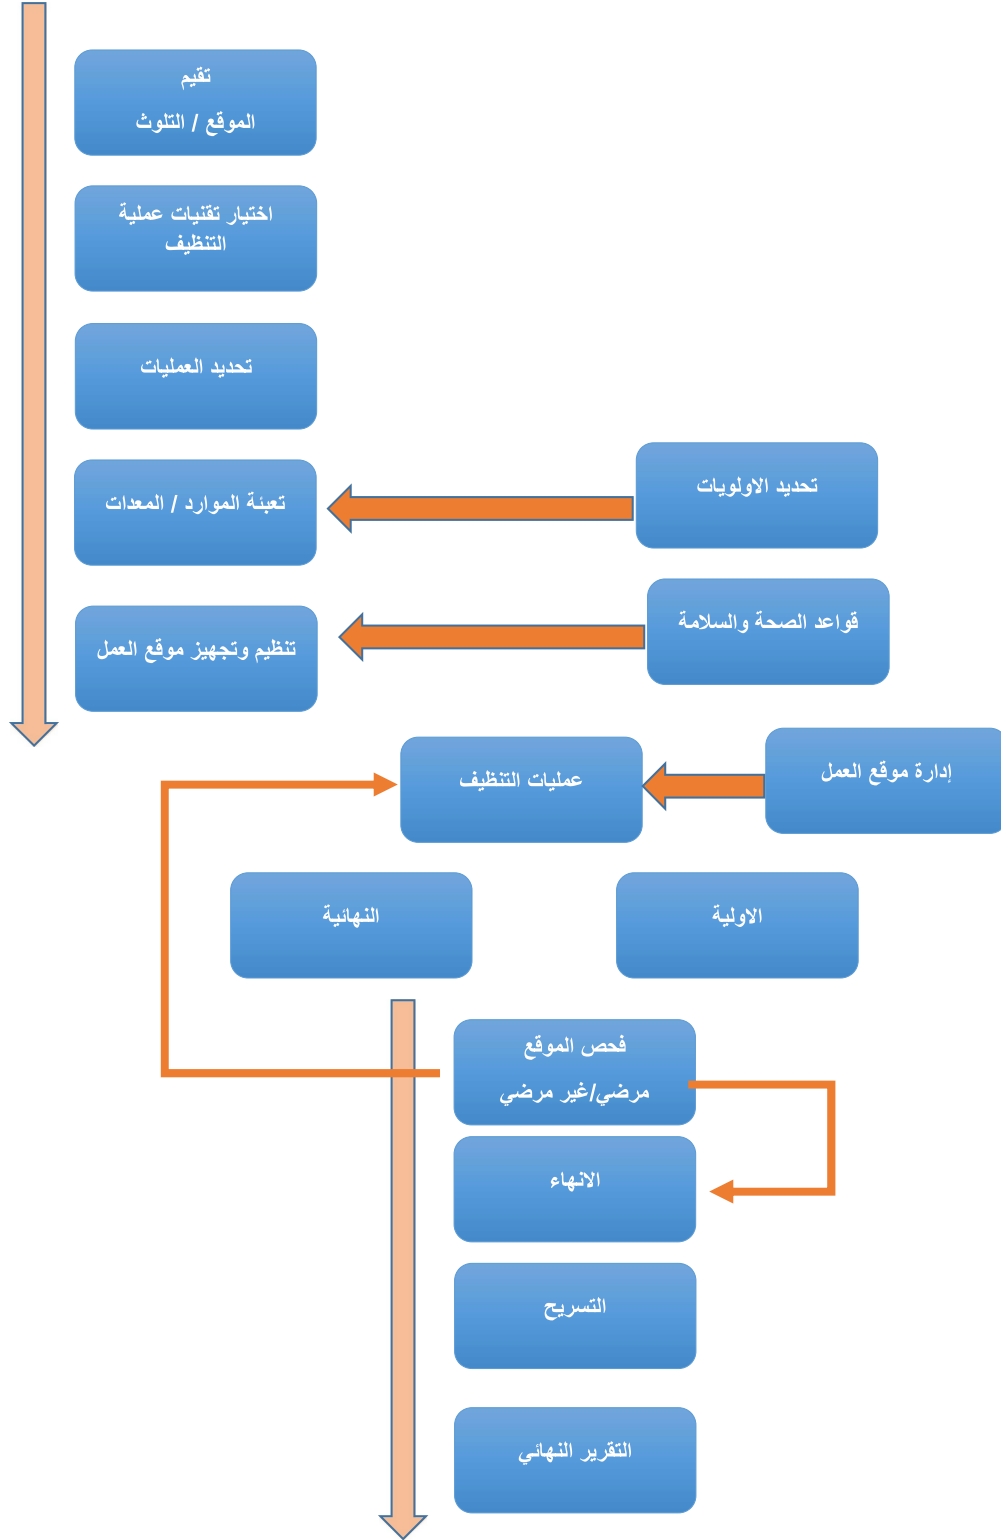 تقيم
الموقع / التلوث
اختيار تقنيات عملية
التنظيف
تحديد العمليات
تحديد الاولويات
تعبئة الموارد / المعدات
قواعد الصحة والسلامة
تنظيم وتجهيز موقع العمل
إدارة موقع العمل
عمليات التنظيف
الاولية
النهائية
فحص الموقع
مرضي/غير مرضي
الانهاء
التسريح
التقرير النهائي